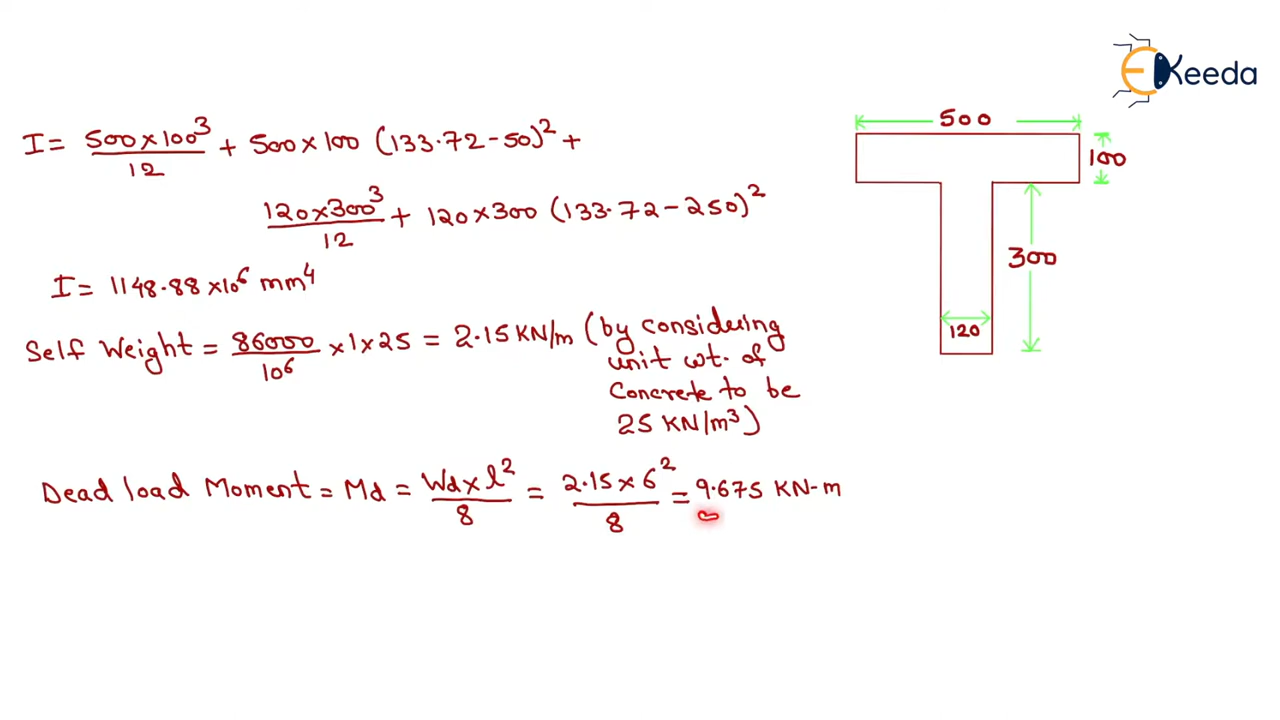 EKeeda
I = 500×100³/12 + 500×100 (133.72-50)² +
120×300³/12 + 120×300 (133.72-250)²
I = 1148.88×10⁶ mm⁴
Self Weight = 86000/10⁶ ×1×25 = 2.15 KN/m (by considering
unit wt. of
Concrete to be
25 KN/m³)
Dead load Moment = Md = Wd×l²/8 = 2.15×6²/8 = 9.675 KN-m
500
100
300
120